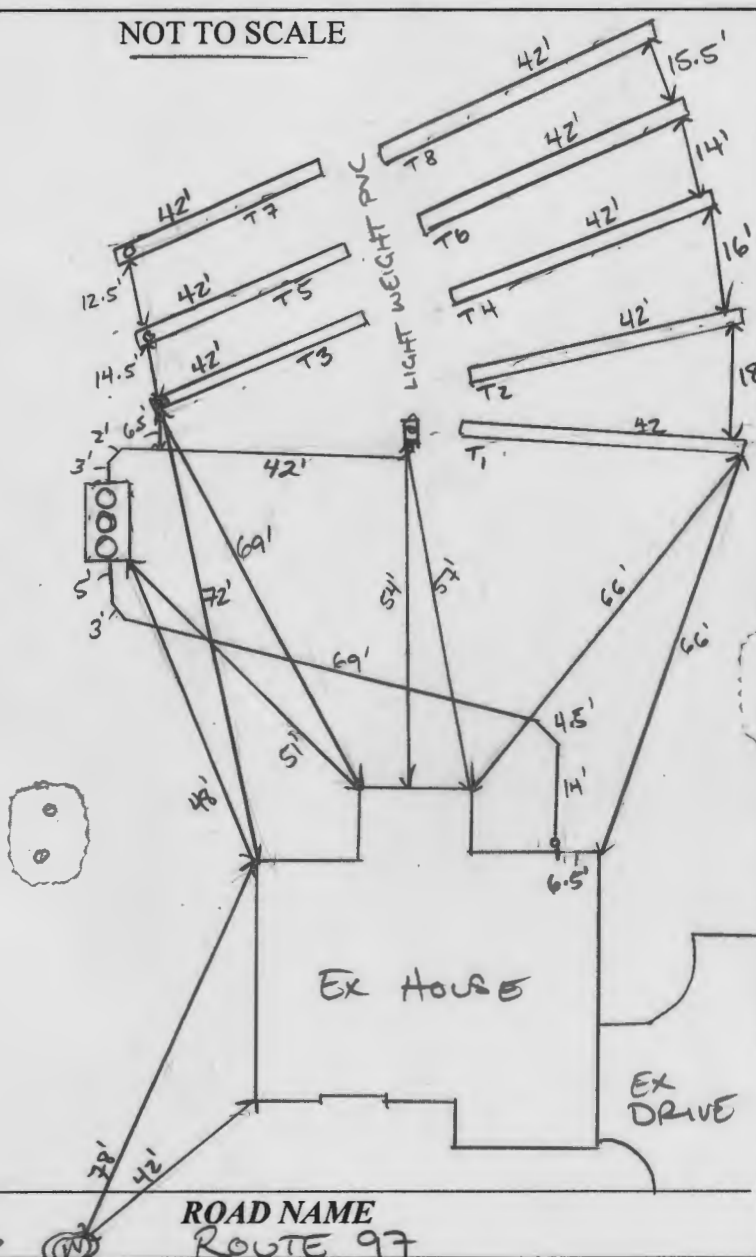 NOT TO SCALE
42'
15.5'
42'
T8
14'
42'
T7
42'
T6
16'
12.5'
42'
T5
42'
T4
LIGHT WEIGHT PVC
14.5'
42'
T3
42'
T2
18
6.5'
42
T1
2'
3'
42'
5'
3'
69'
72'
54'
57'
66'
66'
69'
4.5'
51'
14'
48'
6.5'
EX HOUSE
EX
DRIVE
78'
42'
ROAD NAME
(W)
ROUTE 97